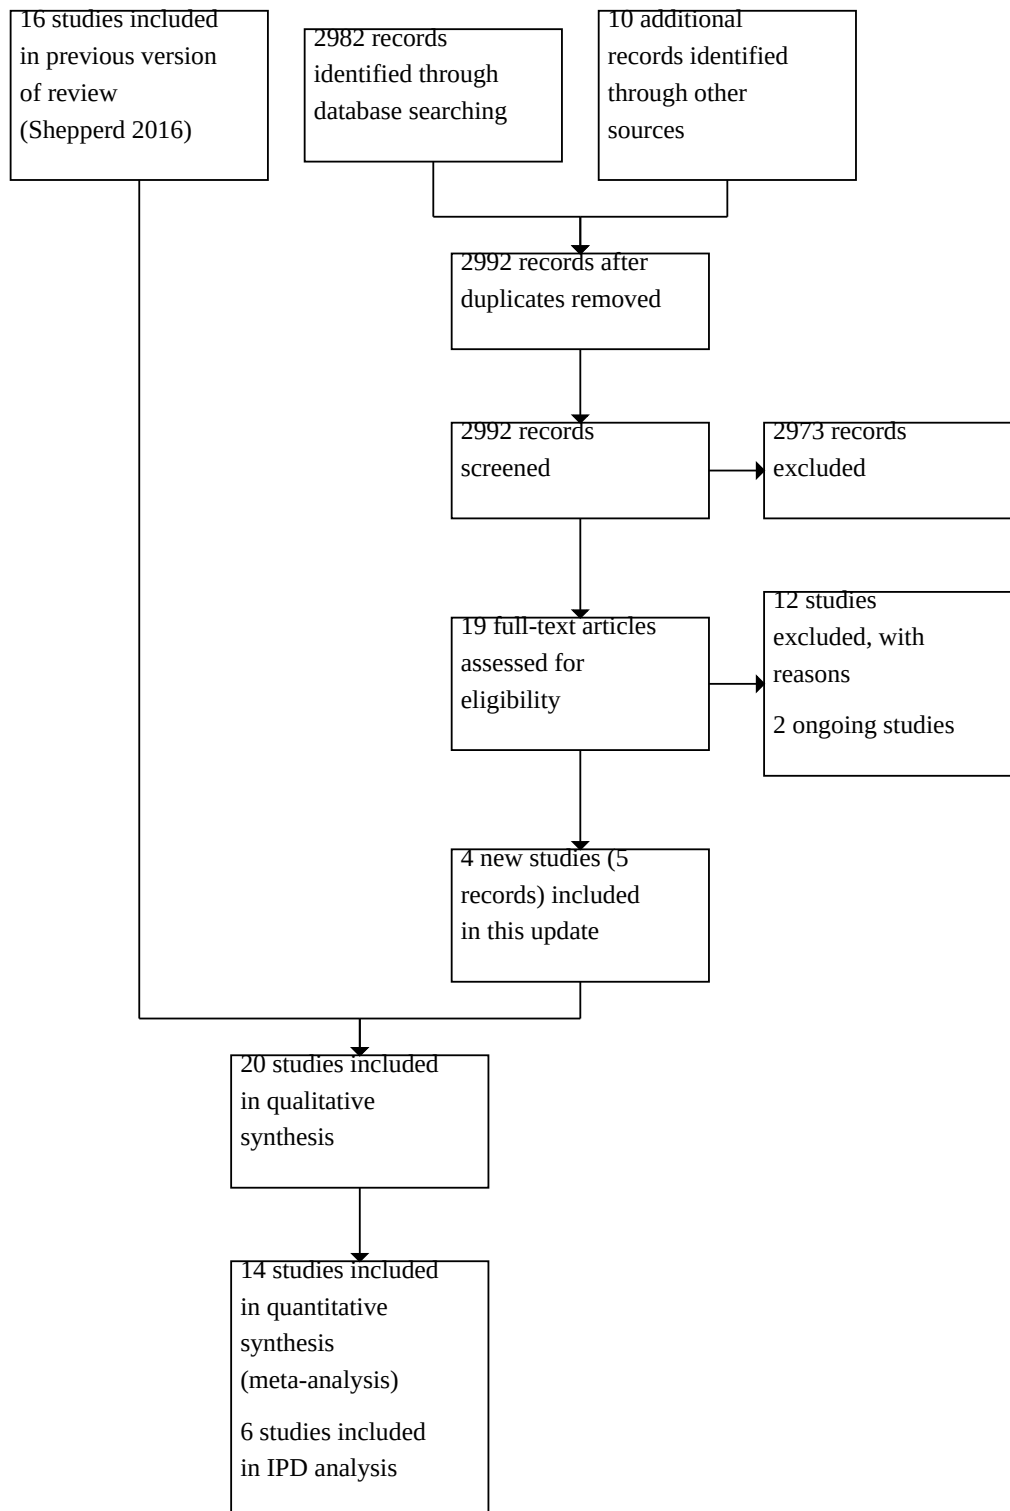 16 studies included
in previous version
of review
(Shepperd 2016)
2982 records
identified through
database searching
10 additional
records identified
through other
sources
2992 records after
duplicates removed
2992 records
screened
2973 records
excluded
19 full-text articles
assessed for
eligibility
12 studies
excluded, with
reasons
2 ongoing studies
4 new studies (5
records) included
in this update
20 studies included
in qualitative
synthesis
14 studies included
in quantitative
synthesis
(meta-analysis)
6 studies included
in IPD analysis